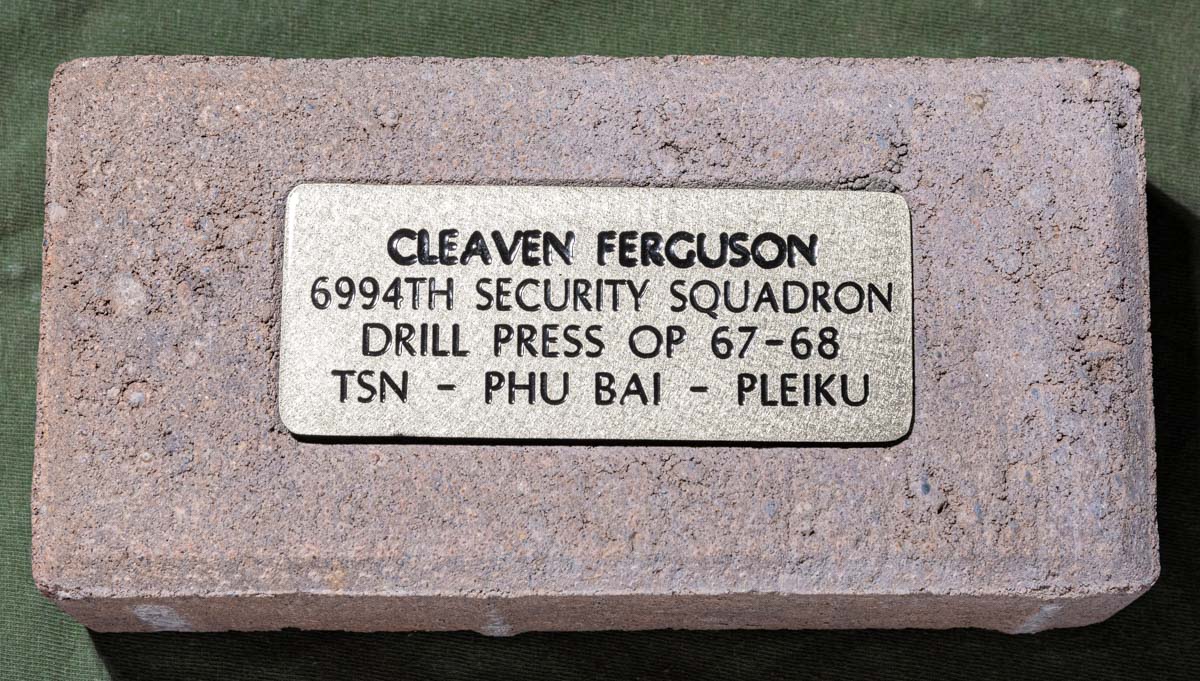 CLEAVEN FERGUSON
6994TH SECURITY SQUADRON
DRILL PRESS OP 67-68
TSN - PHU BAI - PLEIKU